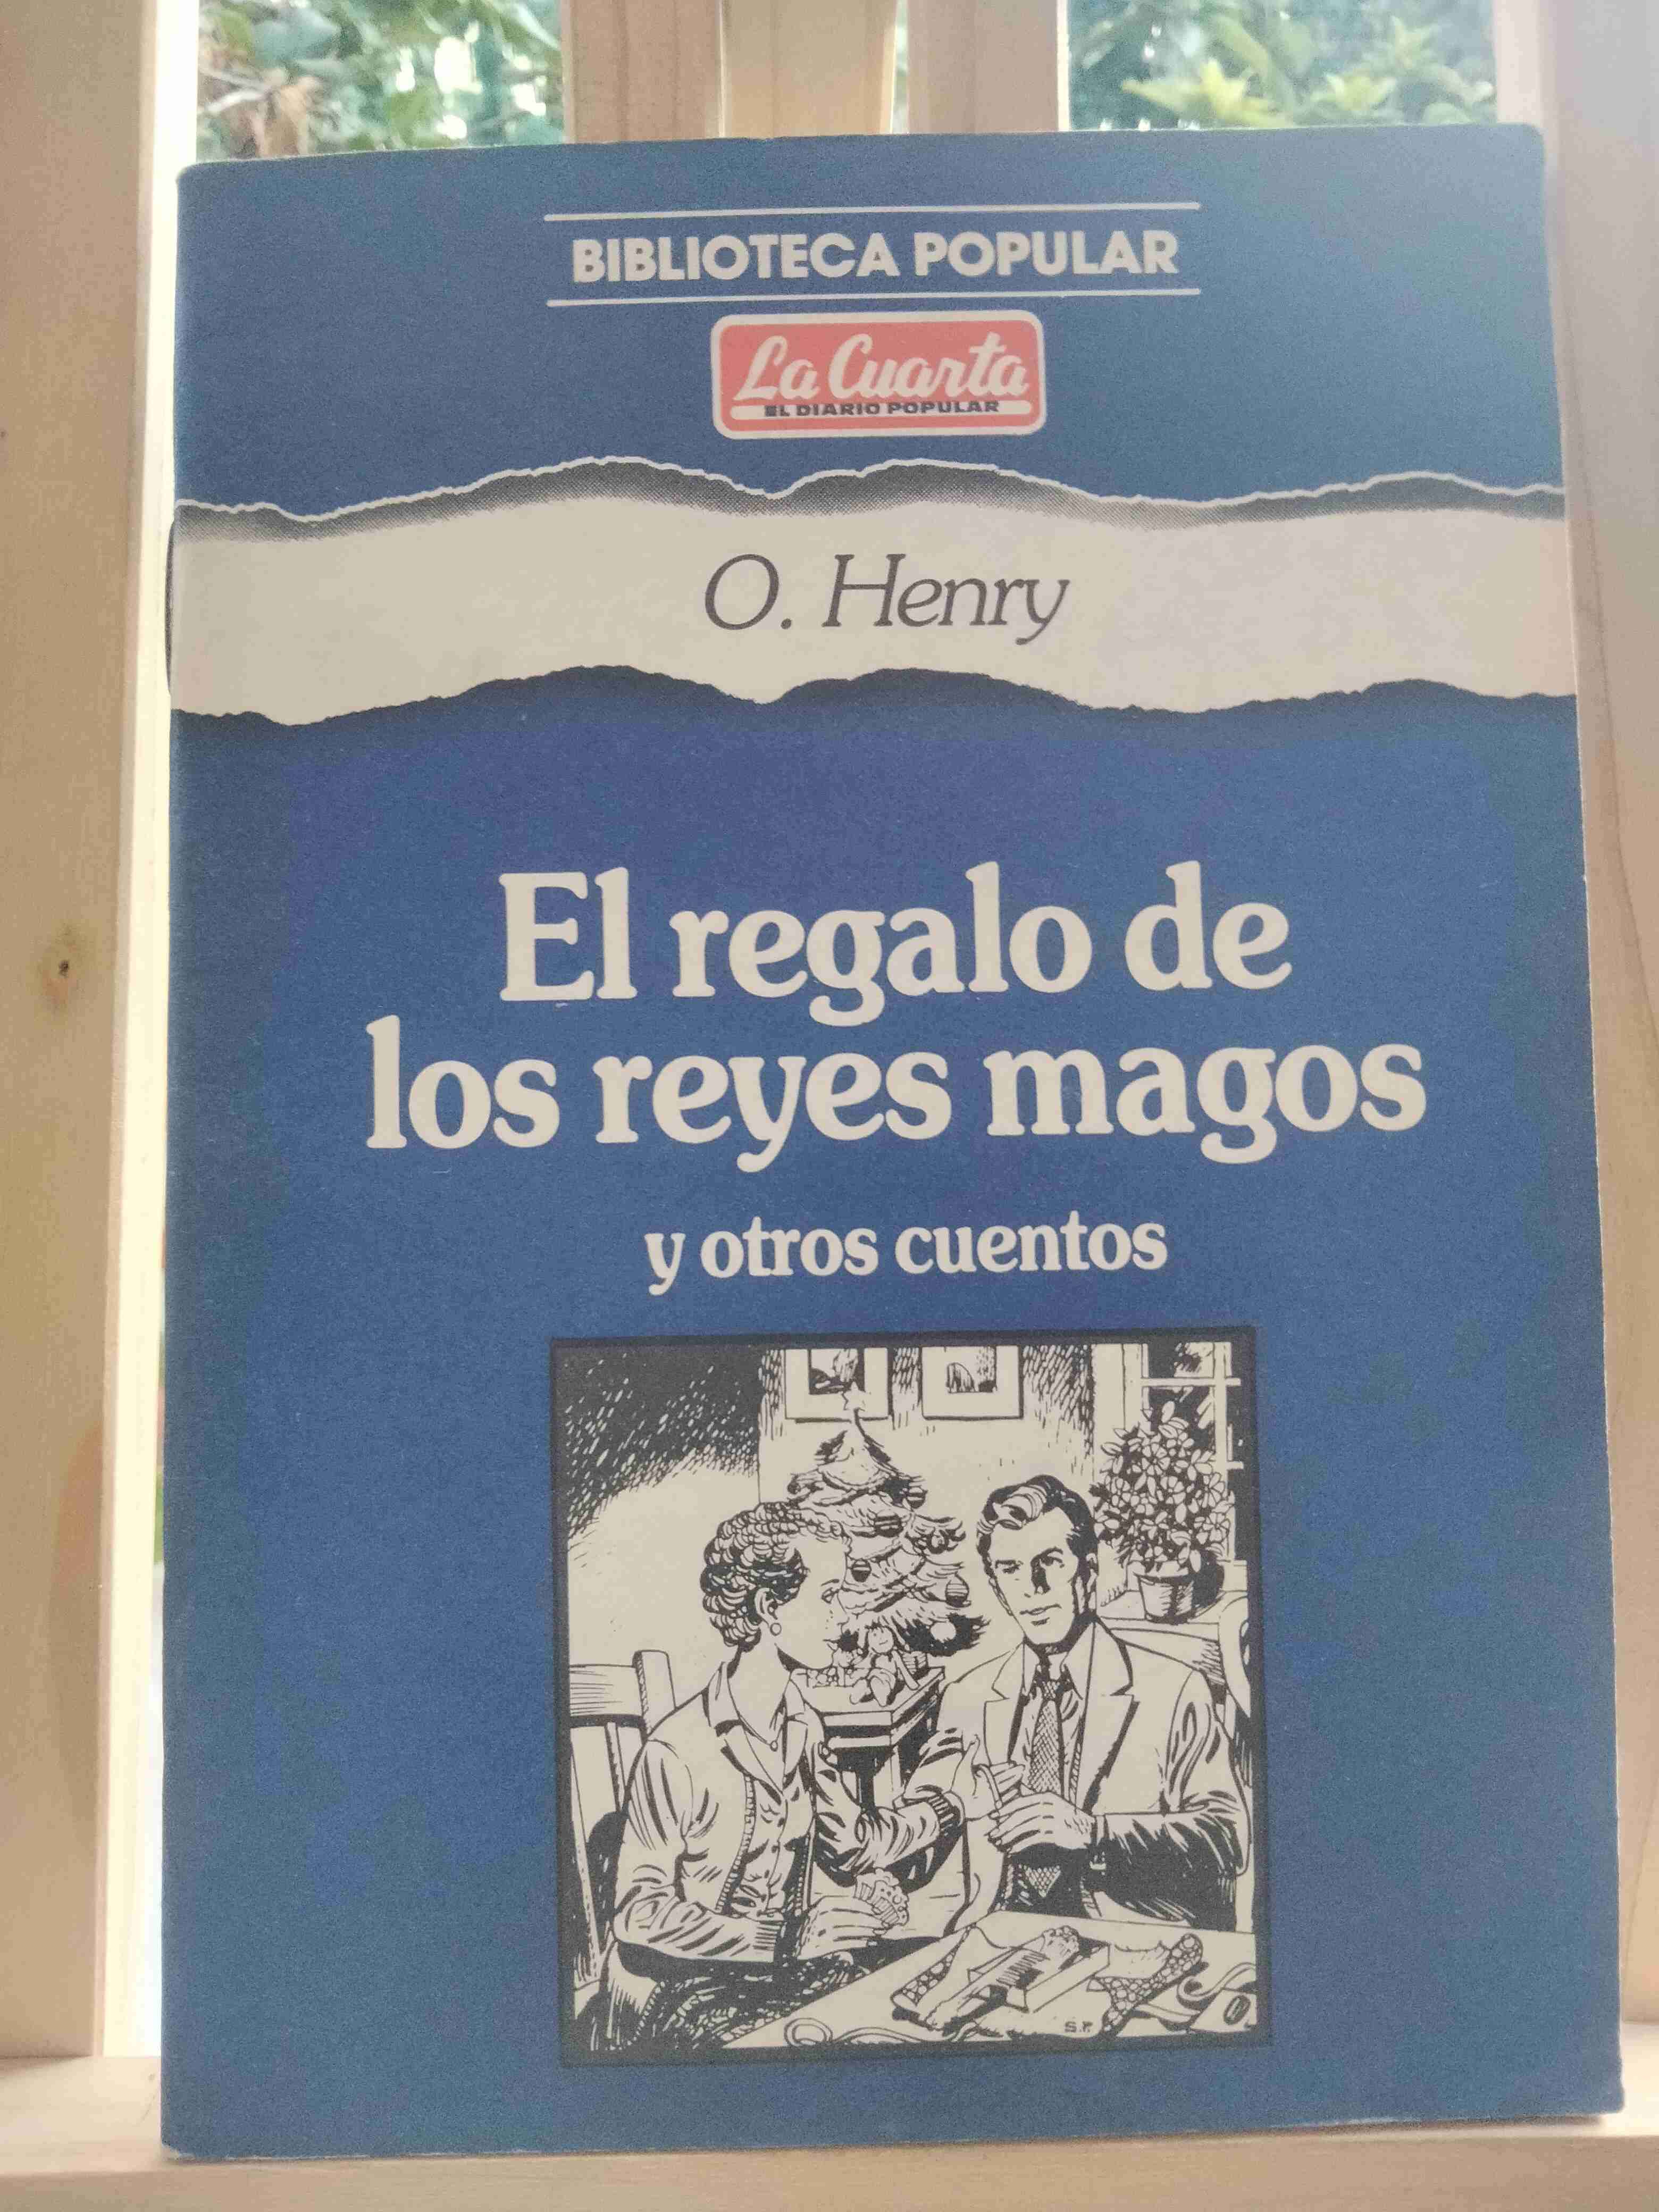 BIBLIOTECA POPULAR
La Cuarta
EL DIARIO POPULAR
O. Henry
El regalo de
los reyes magos
y otros cuentos
S.P.